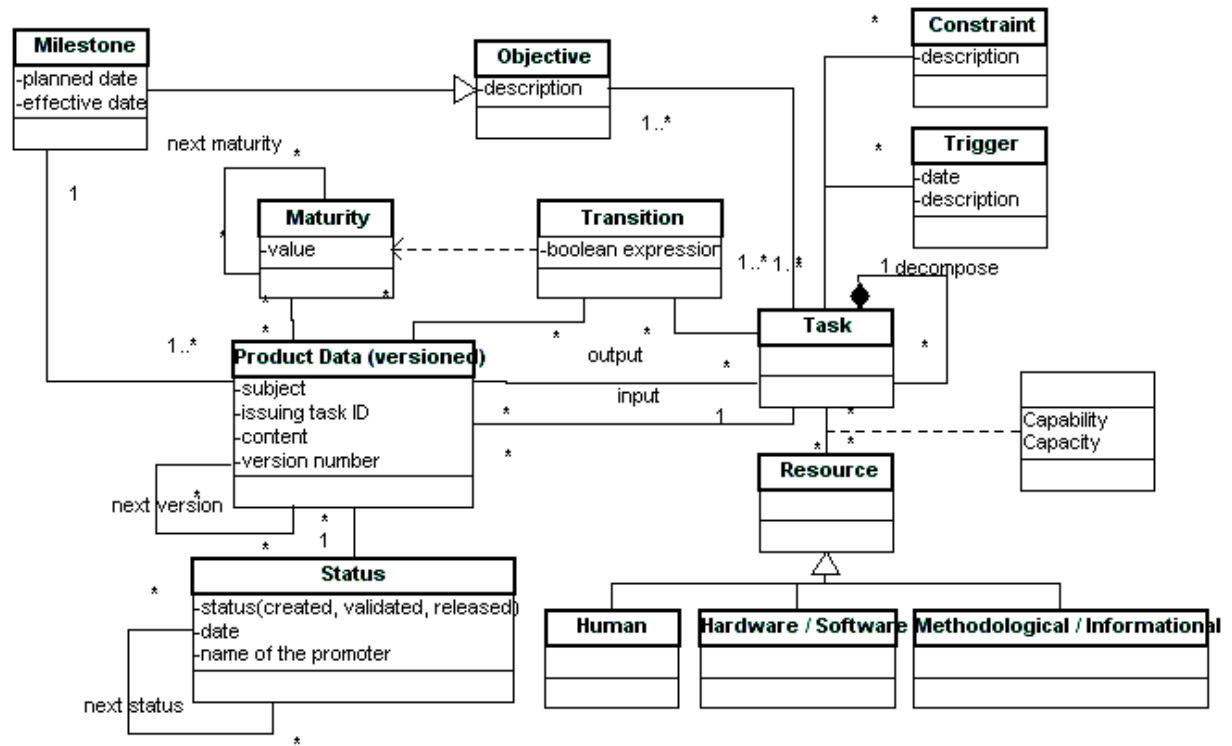 Milestone
-planned date
-effective date
Objective
-description
1..*
*
Constraint
-description
*
Trigger
-date
-description
1
next maturity
*
*
Maturity
-value
*
*
*
Transition
-boolean expression
*
*
1..*
1..*
*
1
decompose
Task
*
output
*
input
*
1
*
1..*
Product Data (versioned)
-subject
-issuing task ID
-content
-version number
next version
*
*
*
1
Status
-status(created, validated, released)
-date
-name of the promoter
*
next status
*
*
*
*
Capability
Capacity
Resource
Human
Hardware / Software
Methodological / Informational